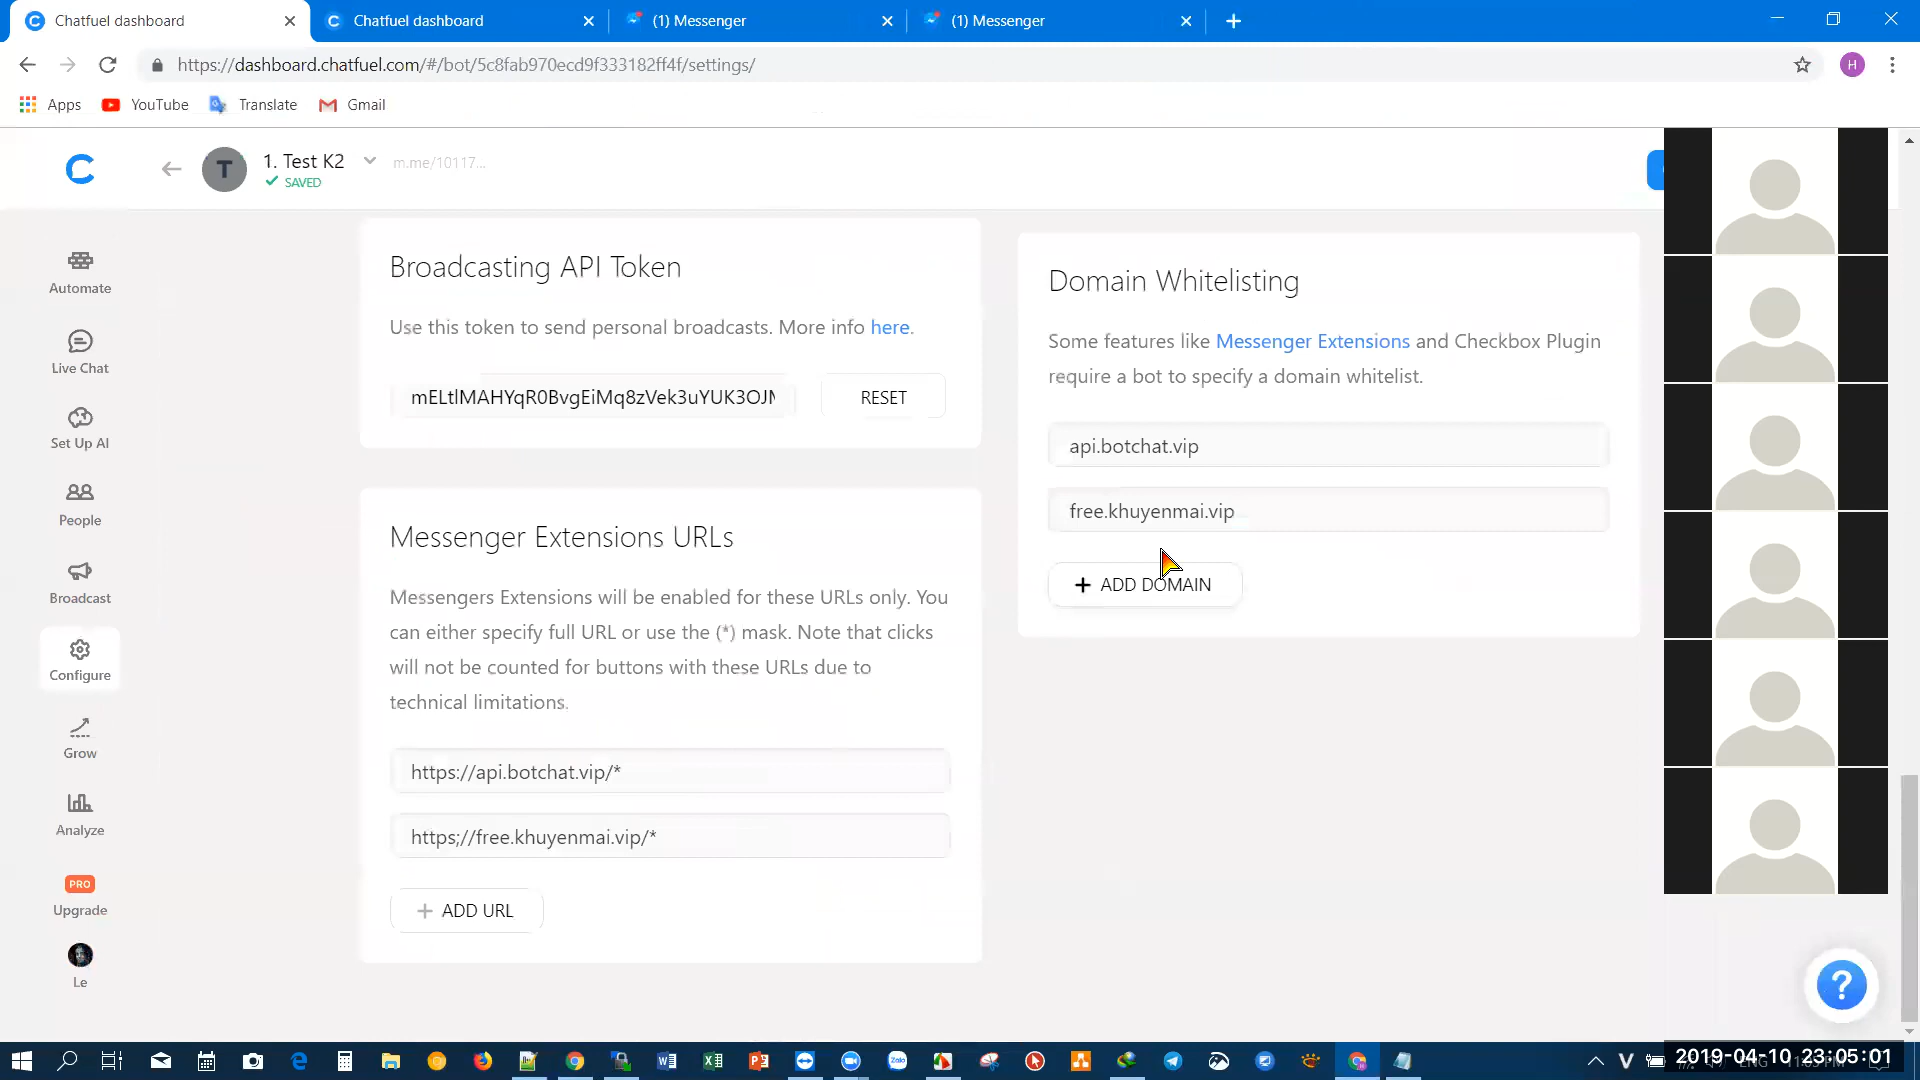 Chatfuel dashboard
Chatfuel dashboard
(1) Messenger
(1) Messenger
https://dashboard.chatfuel.com/#/bot/5c8fab970ecd9f333182ff4f/settings/
H
Apps
YouTube
Translate
Gmail
T
1. Test K2
m.me/10117...
SAVED
Automate
Live Chat
Set Up AI
People
Broadcast
Configure
Grow
Analyze
PRO
Upgrade
Le
Broadcasting API Token
Use this token to send personal broadcasts. More info here.
RESET
Messenger Extensions URLs
Messengers Extensions will be enabled for these URLs only. You
can either specify full URL or use the (*) mask. Note that clicks
will not be counted for buttons with these URLs due to
technical limitations.
https://api.botchat.vip/*
https;//free.khuyenmai.vip/*
+ ADD URL
Domain Whitelisting
Some features like Messenger Extensions and Checkbox Plugin
require a bot to specify a domain whitelist.
api.botchat.vip
free.khuyenmai.vip
+ ADD DOMAIN
?
2019-04-10 23:05:01